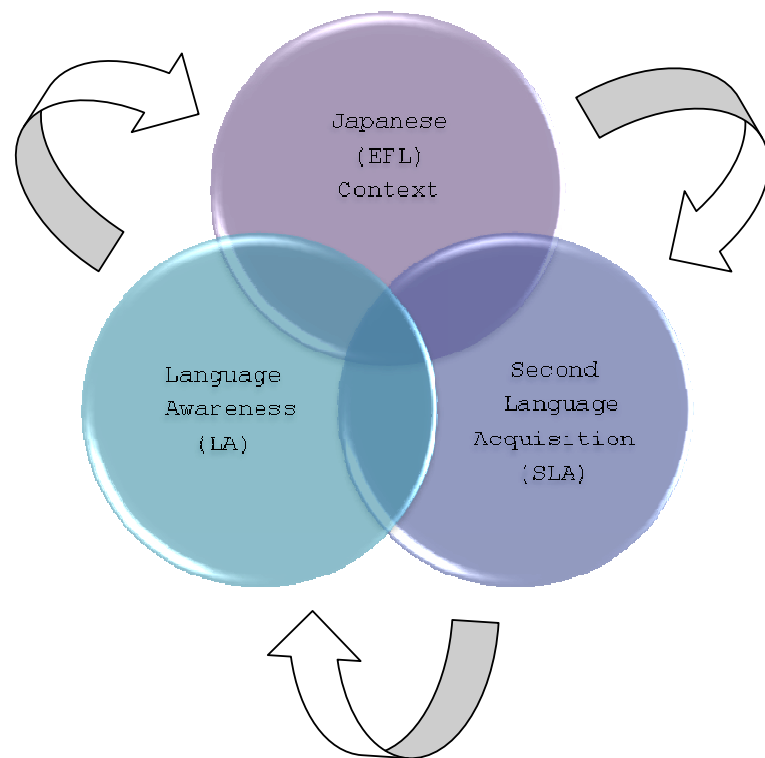 Japanese
(EFL)
Context
Language
Awareness
(LA)
Second
Language
Acquisition
(SLA)